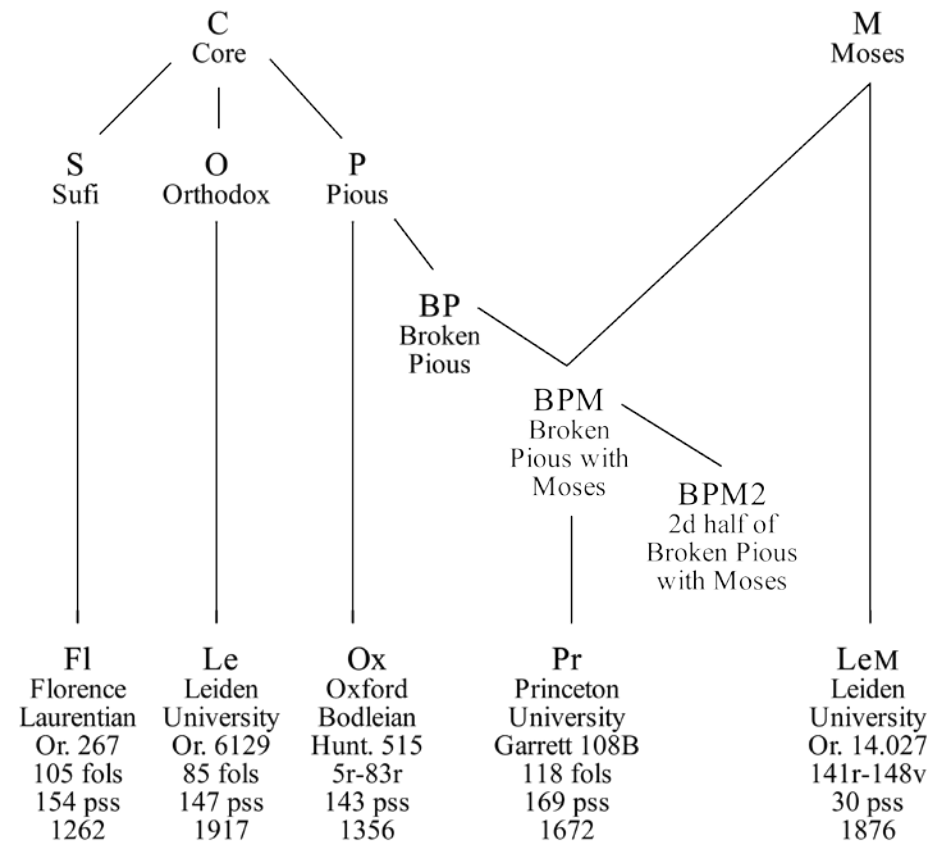 C
Core
M
Moses
S
Sufi
O
Orthodox
P
Pious
BP
Broken
Pious
BPM
Broken
Pious with
Moses
BPM2
2d half of
Broken Pious
with Moses
Fl
Florence
Laurentian
Or. 267
105 fols
154 pss
1262
Le
Leiden
University
Or. 6129
85 fols
147 pss
1917
Ox
Oxford
Bodleian
Hunt. 515
5r-83r
143 pss
1356
Pr
Princeton
University
Garrett 108B
118 fols
169 pss
1672
LeM
Leiden
University
Or. 14.027
141r-148v
30 pss
1876